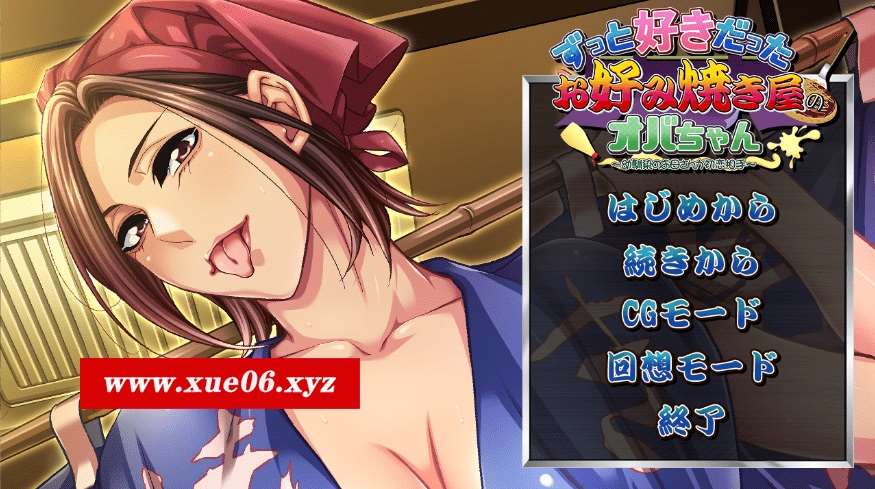 ずっと好きだった
お好み焼き屋の
オバちゃん
はじめから
続きから
CGモード
回想モード
終了
www.xue06.xyz